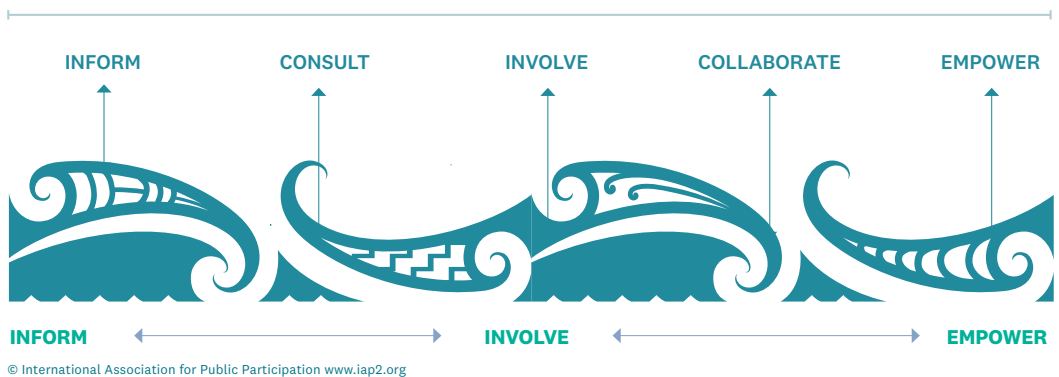 INFORM CONSULT INVOLVE COLLABORATE EMPOWER
INFORM INVOLVE EMPOWER
© International Association for Public Participation www.iap2.org